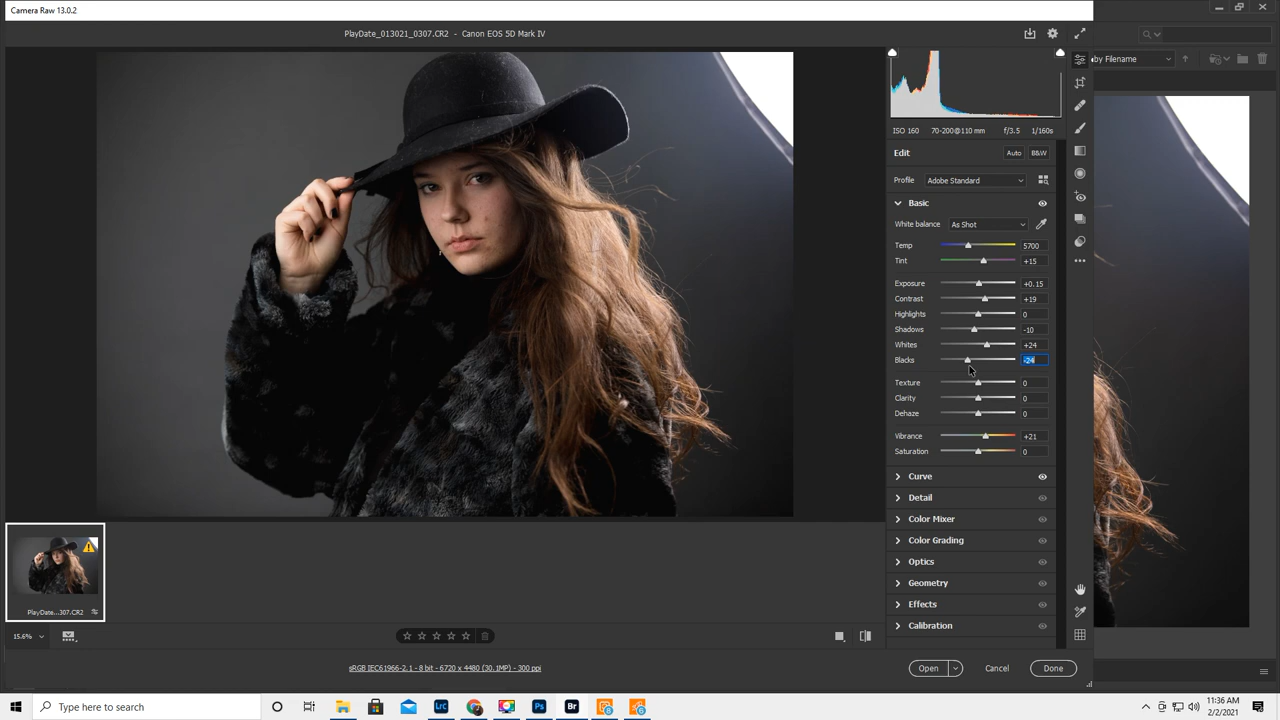 Camera Raw 13.0.2
PlayDate_013021_0307.CR2 - Canon EOS 5D Mark IV
by Filename
ISO 160 70-200@110 mm f/3.5 1/160s
Edit Auto B&W
Profile Adobe Standard
Basic
White balance As Shot
Temp 5700
Tint +15
Exposure +0.15
Contrast +19
Highlights 0
Shadows -10
Whites +24
Blacks -24
Texture 0
Clarity 0
Dehaze 0
Vibrance +21
Saturation 0
Curve
Detail
Color Mixer
Color Grading
Optics
Geometry
Effects
Calibration
PlayDate...307.CR2
15.6%
sRGB IEC61966-2.1 - 8 bit - 6720 x 4480 (30.1MP) - 300 ppi
Open Cancel Done
Type here to search
Lrc Ps Br
11:36 AM
2/2/2021